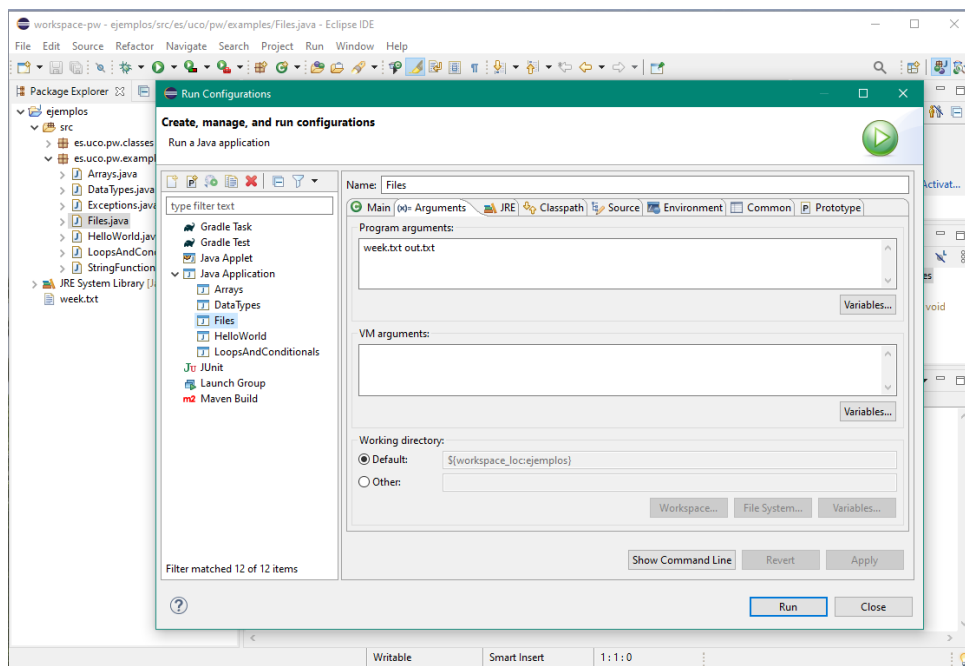 workspace-pw - ejemplos/src/es/uco/pw/examples/Files.java - Eclipse IDE
File Edit Source Refactor Navigate Search Project Run Window Help
Package Explorer
ejemplos
src
es.uco.pw.classes
es.uco.pw.exampl
Arrays.java
DataTypes.java
Exceptions.java
Files.java
HelloWorld.jav
LoopsAndCon
StringFunction
JRE System Library
week.txt
Run Configurations
Create, manage, and run configurations
Run a Java application
type filter text
Gradle Task
Gradle Test
Java Applet
Java Application
Arrays
DataTypes
Files
HelloWorld
LoopsAndConditionals
Ju JUnit
Launch Group
m2 Maven Build
Filter matched 12 of 12 items
Name: Files
Main (x)= Arguments JRE Classpath Source Environment Common P Prototype
Program arguments:
week.txt out.txt
Variables...
VM arguments:
Variables...
Working directory:
Default: ${workspace_loc:ejemplos}
Other:
Workspace... File System... Variables...
Show Command Line Revert Apply
Run Close
Activat...
es
void
Writable Smart Insert 1 : 1 : 0